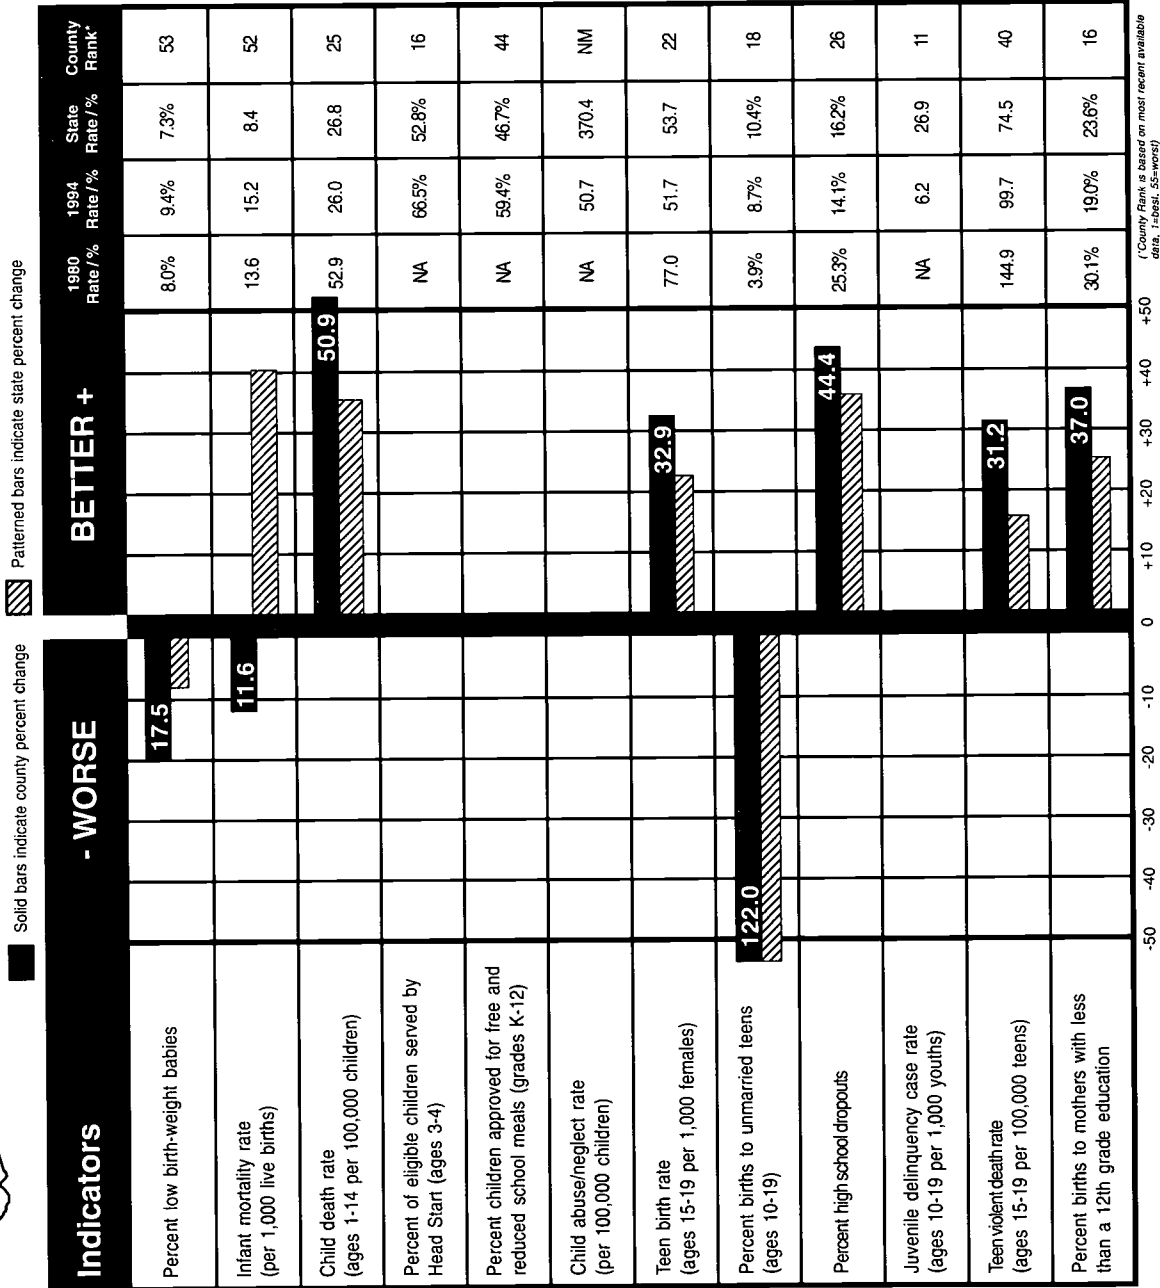 Solid bars indicate county percent change
Patterned bars indicate state percent change
Indicators
- WORSE
BETTER +
1980
Rate / %
1994
Rate / %
State
Rate / %
County
Rank*
Percent low birth-weight babies
17.5
8.0%
9.4%
7.3%
53
Infant mortality rate
(per 1,000 live births)
11.6
13.6
15.2
8.4
52
Child death rate
(ages 1-14 per 100,000 children)
50.9
52.9
26.0
26.8
25
Percent of eligible children served by
Head Start (ages 3-4)
NA
66.5%
52.8%
16
Percent children approved for free and
reduced school meals (grades K-12)
NA
59.4%
46.7%
44
Child abuse/neglect rate
(per 100,000 children)
NA
50.7
370.4
NM
Teen birth rate
(ages 15-19 per 1,000 females)
32.9
77.0
51.7
53.7
22
Percent births to unmarried teens
(ages 10-19)
122.0
3.9%
8.7%
10.4%
18
Percent high school dropouts
44.4
25.3%
14.1%
16.2%
26
Juvenile delinquency case rate
(ages 10-19 per 1,000 youths)
NA
6.2
26.9
11
Teen violent death rate
(ages 15-19 per 100,000 teens)
31.2
144.9
99.7
74.5
40
Percent births to mothers with less
than a 12th grade education
37.0
30.1%
19.0%
23.6%
16
-50
-40
-30
-20
-10
0
+10
+20
+30
+40
+50
(*County Rank is based on most recent available
data, 1=best, 55=worst)